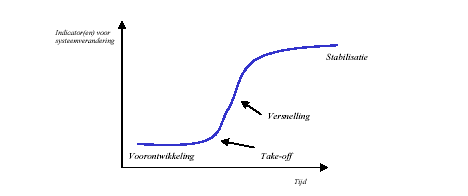 Indicator(en) voor
systeemverandering
Stabilisatie
Versnelling
Voorontwikkeling
Take-off
Tijd